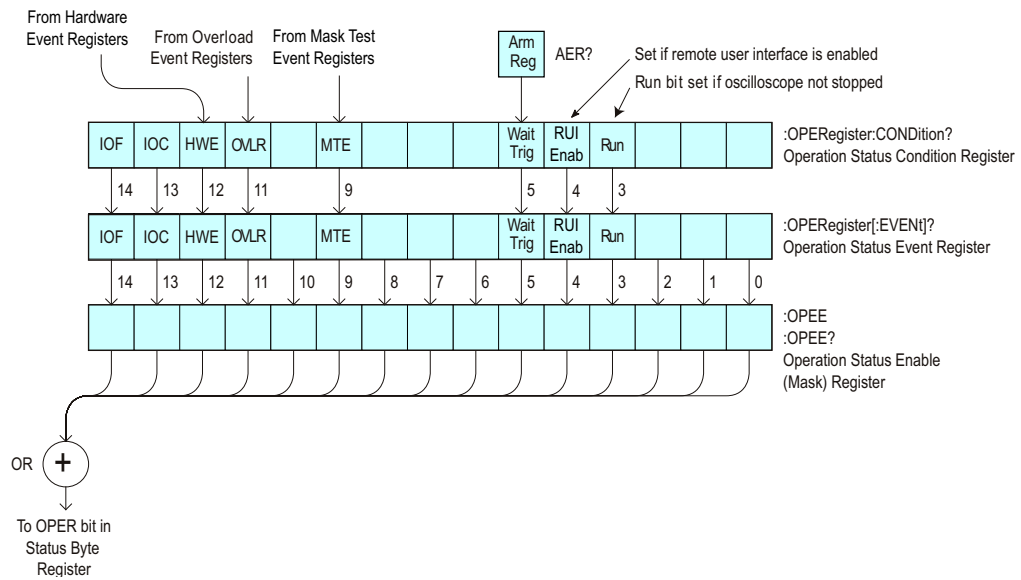 From Hardware
Event Registers
From Overload
Event Registers
From Mask Test
Event Registers
Arm
Reg
AER?
Set if remote user interface is enabled
Run bit set if oscilloscope not stopped
IOF IOC HWE OVLR MTE Wait Trig RUI Enab Run
:OPERegister:CONDition?
Operation Status Condition Register
14 13 12 11 9 5 4 3
IOF IOC HWE OVLR MTE Wait Trig RUI Enab Run
:OPERegister[:EVENt]?
Operation Status Event Register
14 13 12 11 10 9 8 7 6 5 4 3 2 1 0
:OPEE
:OPEE?
Operation Status Enable
(Mask) Register
OR +
To OPER bit in
Status Byte
Register